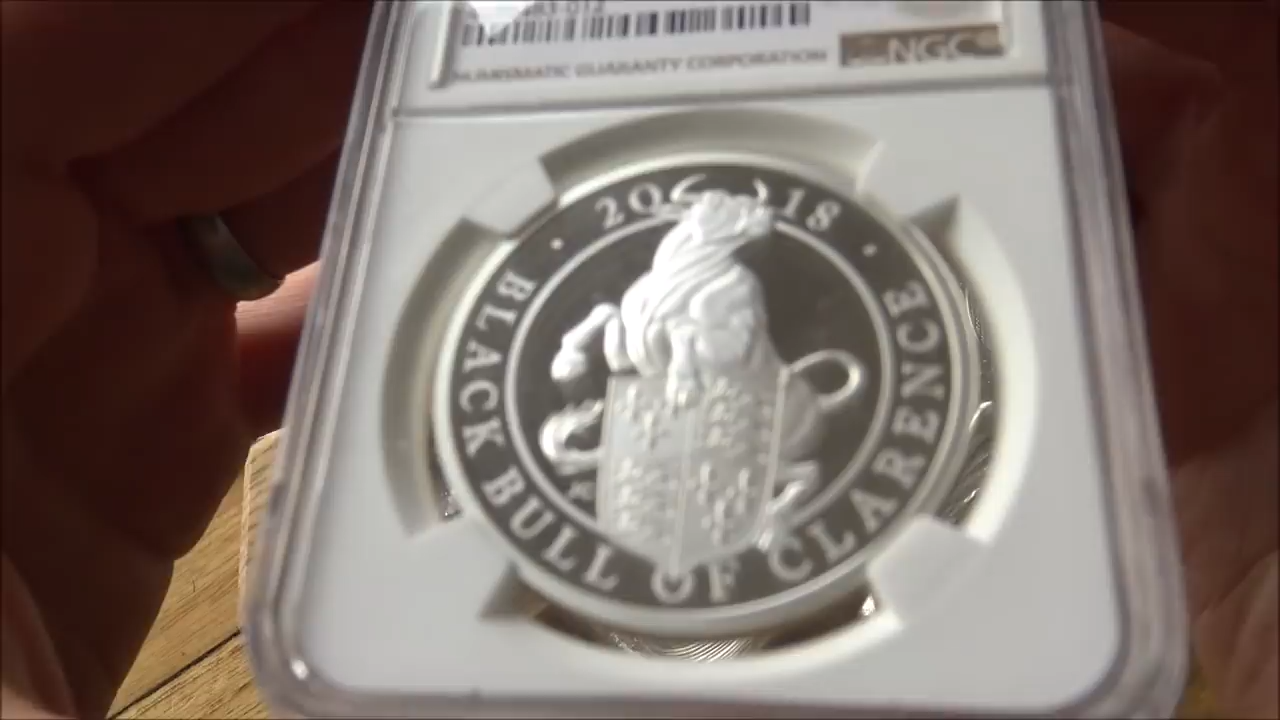 NUMISMATIC GUARANTY CORPORATION
NGC
2018
BLACK BULL OF CLARENCE